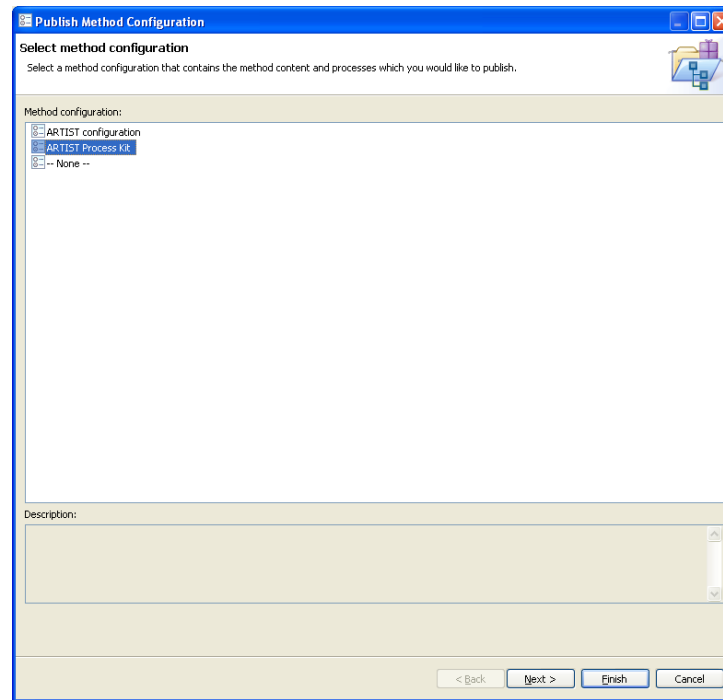 Publish Method Configuration
Select method configuration
Select a method configuration that contains the method content and processes which you would like to publish.
Method configuration:
ARTIST configuration
ARTIST Process Kit
-- None --
Description:
< Back
Next >
Finish
Cancel